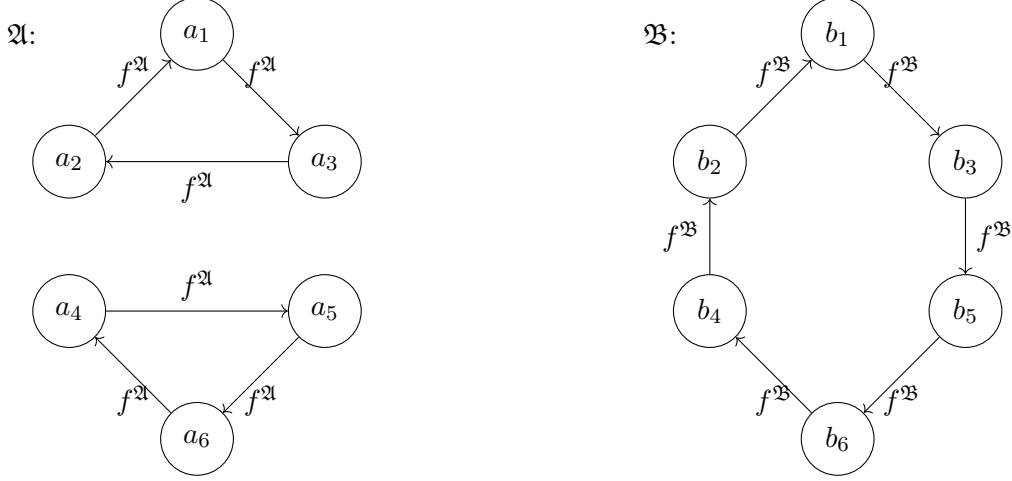 𝔄: a₁ 𝔅: b₁
f^𝔄 f^𝔄 f^𝔅 f^𝔅
a₂ a₃ b₂ b₃
f^𝔄
f^𝔅 f^𝔅
f^𝔄
a₄ a₅ b₄ b₅
f^𝔄 f^𝔄 f^𝔅 f^𝔅
a₆ b₆